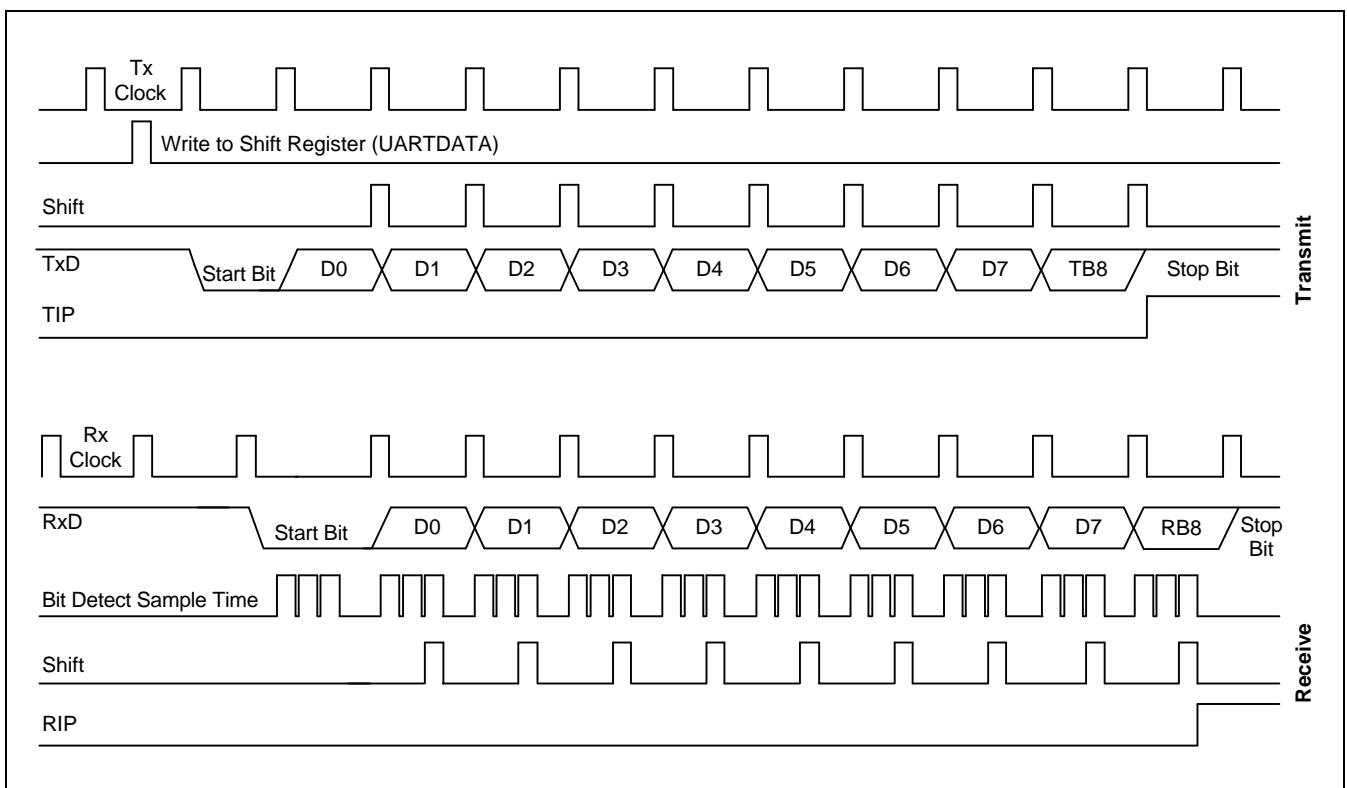 Tx
Clock
Write to Shift Register (UARTDATA)
Shift
TxD
Start Bit
D0
D1
D2
D3
D4
D5
D6
D7
TB8
Stop Bit
TIP
Transmit
Rx
Clock
RxD
Start Bit
D0
D1
D2
D3
D4
D5
D6
D7
RB8
Stop
Bit
Bit Detect Sample Time
Shift
RIP
Receive